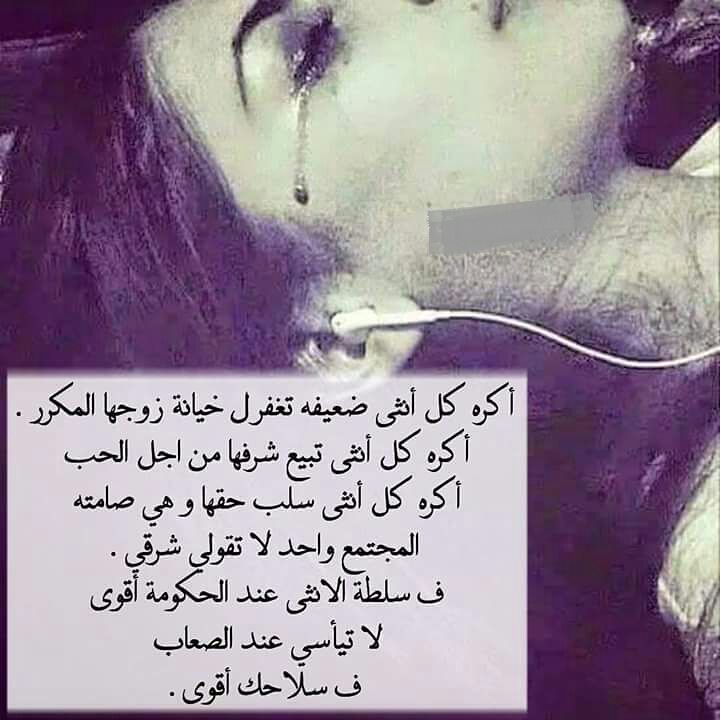 أكره كل أنثى ضعيفه تغفرل خيانة زوجها المكرر .
أكره كل أنثى تبيع شرفها من اجل الحب
أكره كل أنثى سلب حقها و هي صامته
المجتمع واحد لا تقولي شرقي .
ف سلطة الانثى عند الحكومة أقوى
لا تيأسي عند الصعاب
ف سلاحك أقوى .